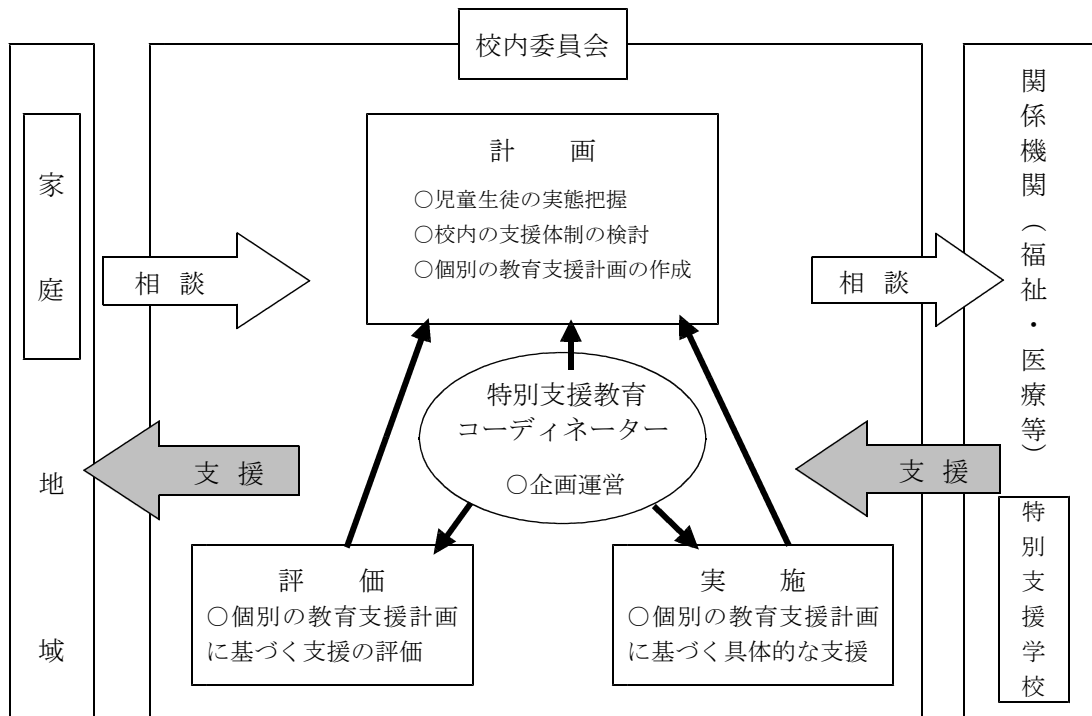 校内委員会
計 画
○児童生徒の実態把握
○校内の支援体制の検討
○個別の教育支援計画の作成
家庭
地域
相 談
支 援
特別支援教育
コーディネーター
○企画運営
評 価
○個別の教育支援計画
に基づく支援の評価
実 施
○個別の教育支援計画
に基づく具体的な支援
相 談
支 援
関係機関（福祉・医療等）
特別支援学校